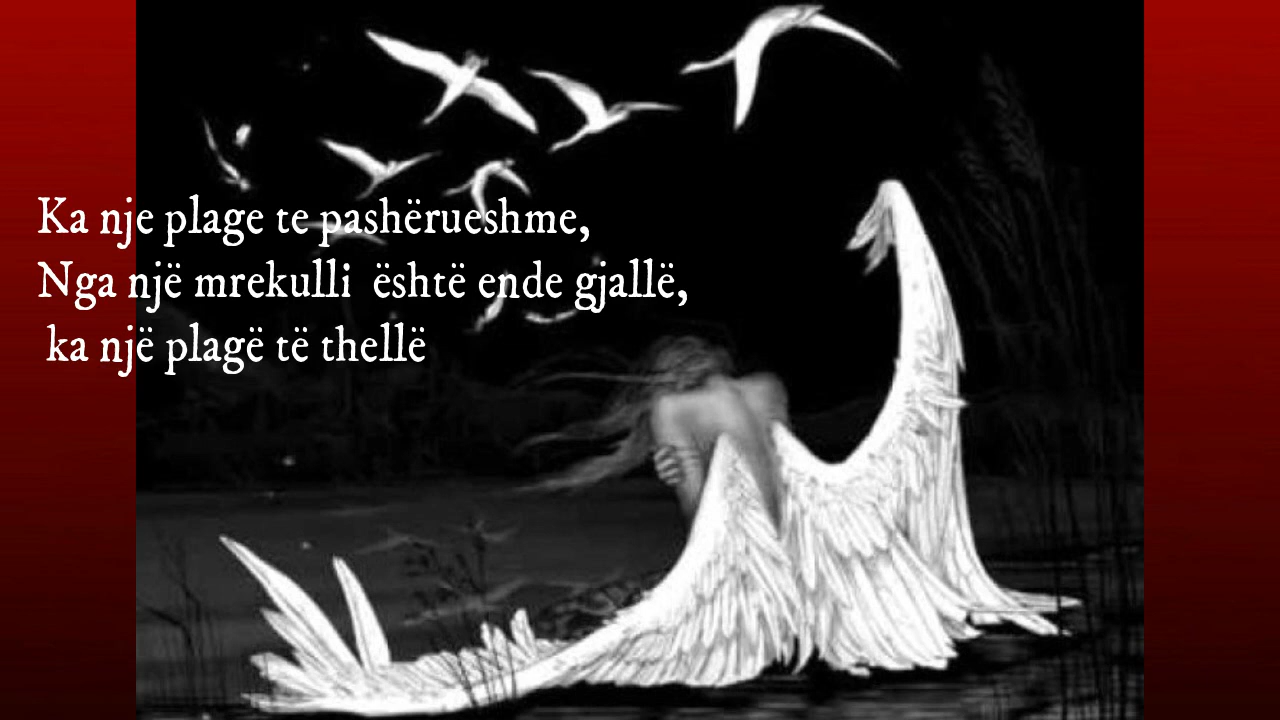 Ka nje plage te pashërueshme,
Nga një mrekulli është ende gjallë,
ka një plagë të thellë